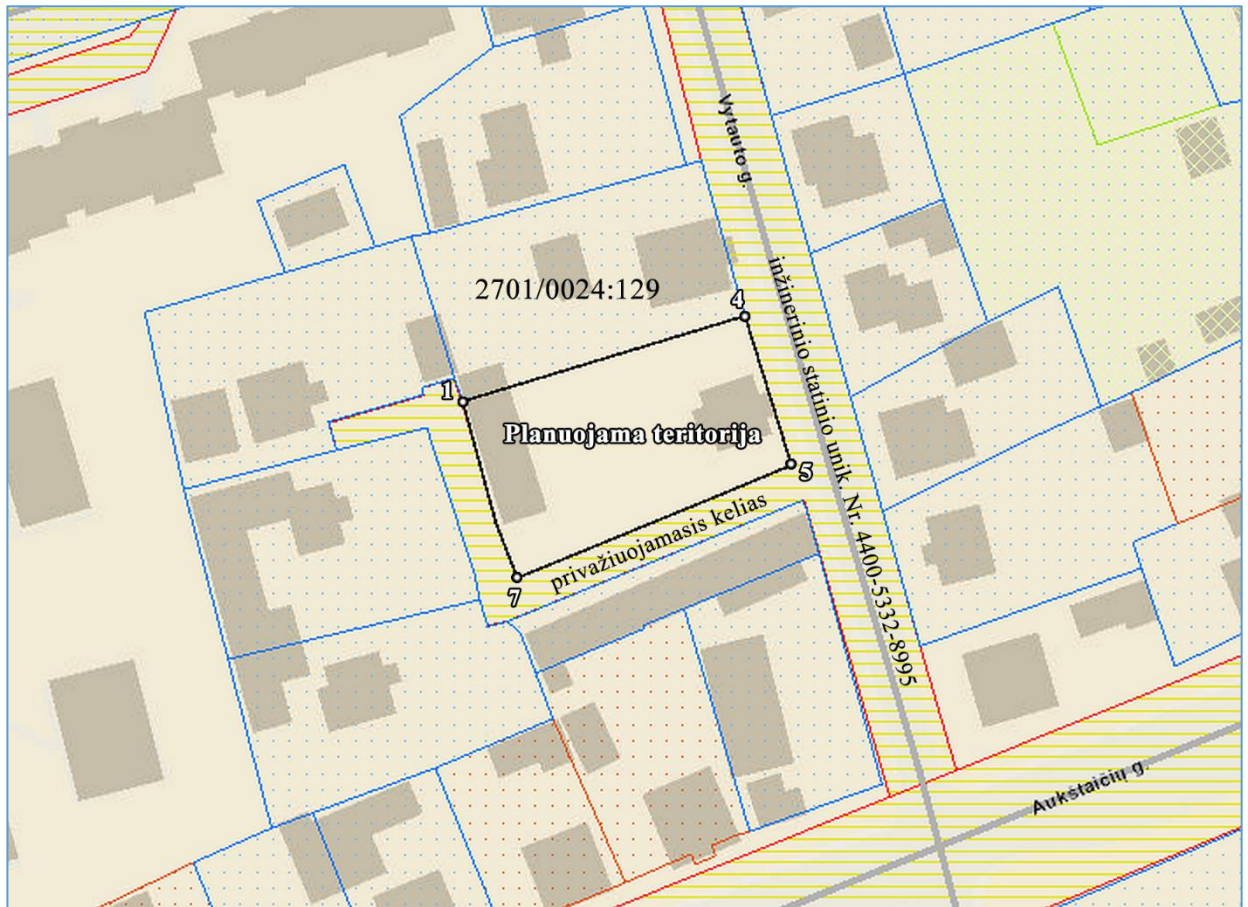 Vytauto g.
2701/0024:129
4
inžinerinio statinio unik. Nr. 4400-5332-8995
1
Planuojama teritorija
5
privažiuojamasis kelias
7
Aukštaičių g.